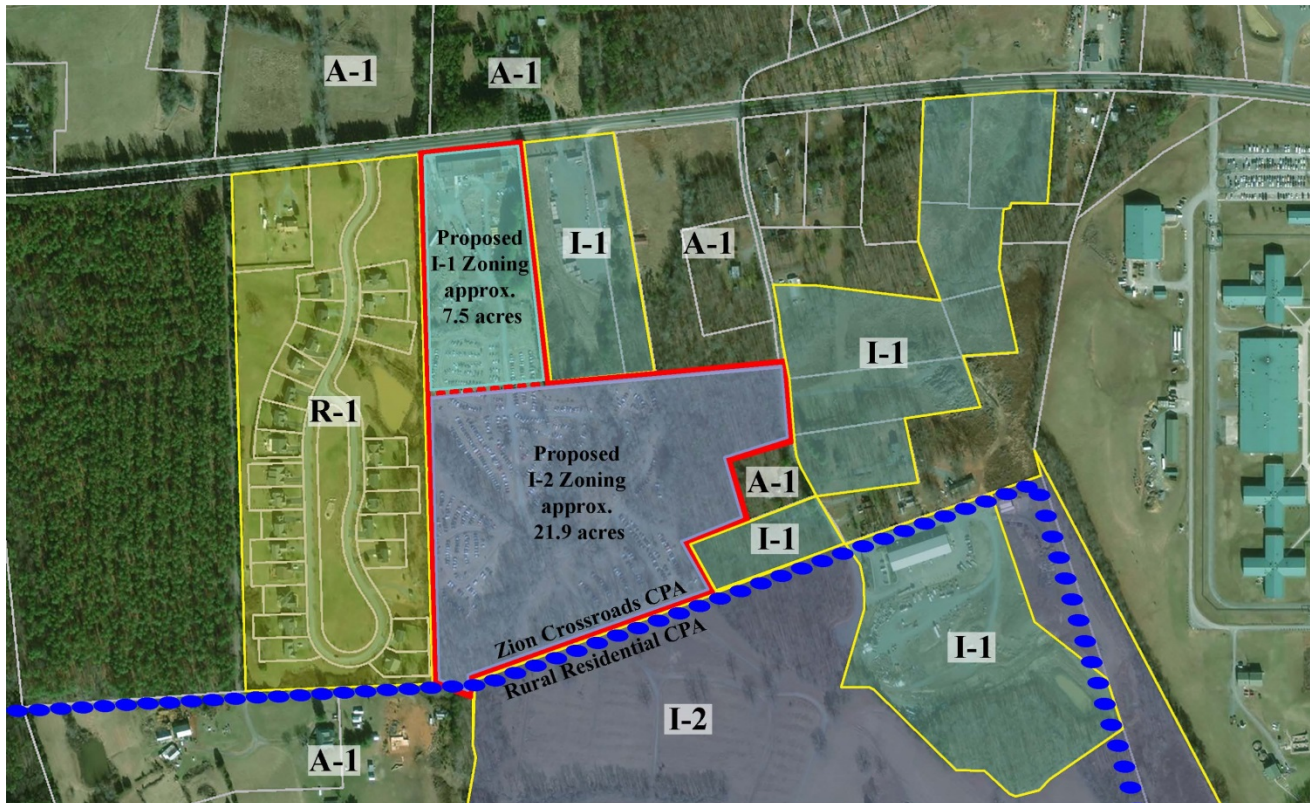 A-1
A-1
Proposed
I-1 Zoning
approx.
7.5 acres
I-1
A-1
I-1
R-1
Proposed
I-2 Zoning
approx.
21.9 acres
A-1
I-1
Zion Crossroads CPA
Rural Residential CPA
I-1
I-2
A-1